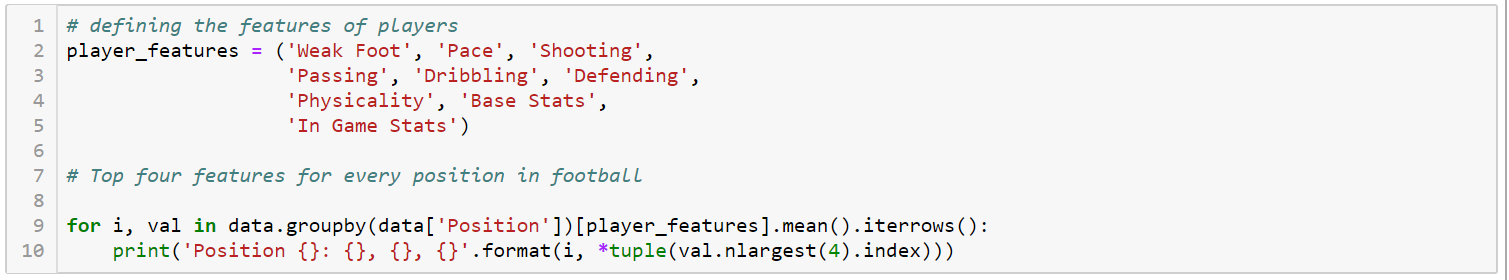 1 # defining the features of players
2 player_features = ('Weak Foot', 'Pace', 'Shooting',
3                    'Passing', 'Dribbling', 'Defending',
4                    'Physicality', 'Base Stats',
5                    'In Game Stats')
6
7 # Top four features for every position in football
8
9 for i, val in data.groupby(data['Position'])[player_features].mean().iterrows():
10     print('Position {}: {}, {}, {}'.format(i, *tuple(val.nlargest(4).index)))